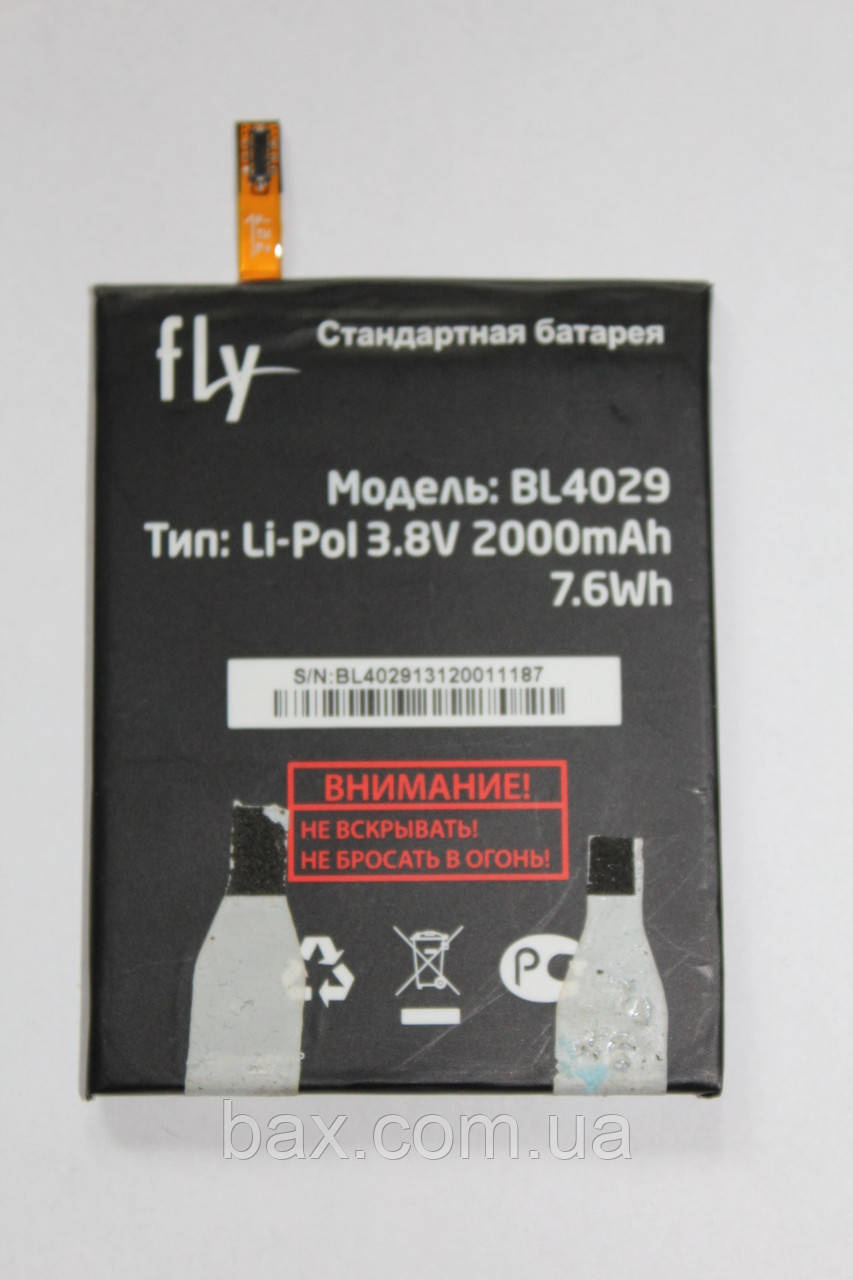 fly
Стандартная батарея
Модель: BL4029
Тип: Li-Pol 3.8V 2000mAh
7.6Wh
S/N:BL402913120011187
ВНИМАНИЕ!
НЕ ВСКРЫВАТЬ!
НЕ БРОСАТЬ В ОГОНЬ!
bax.com.ua